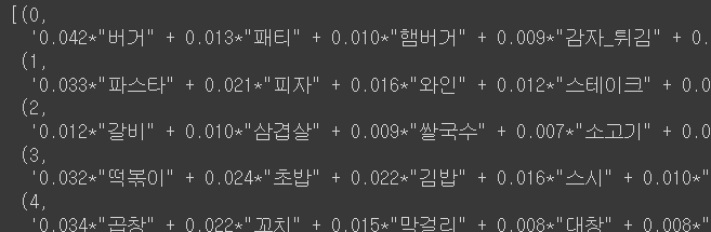 [(0,
'0.042*"버거" + 0.013*"패티" + 0.010*"햄버거" + 0.009*"감자_튀김" + 0.
(1,
'0.033*"파스타" + 0.021*"피자" + 0.016*"와인" + 0.012*"스테이크" + 0.0
(2,
'0.012*"갈비" + 0.010*"삼겹살" + 0.009*"쌀국수" + 0.007*"소고기" + 0.0
(3,
'0.032*"떡볶이" + 0.024*"초밥" + 0.022*"김밥" + 0.016*"스시" + 0.010*"
(4,
'0.034*"곱창" + 0.022*"꼬치" + 0.015*"막걸리" + 0.008*"대창" + 0.008*"